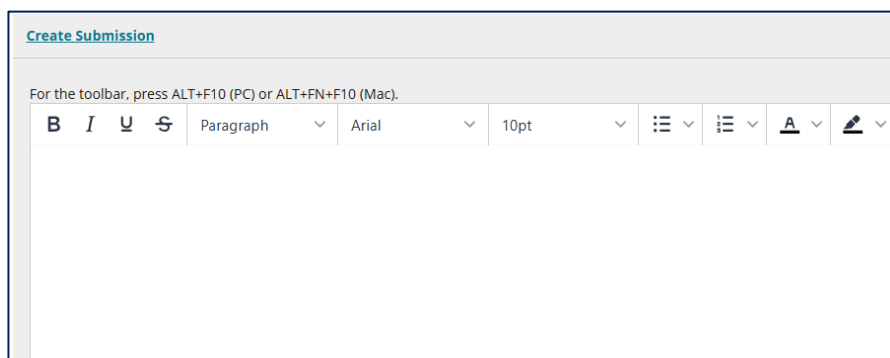 Create Submission
For the toolbar, press ALT+F10 (PC) or ALT+FN+F10 (Mac).
B I U S Paragraph Arial 10pt A